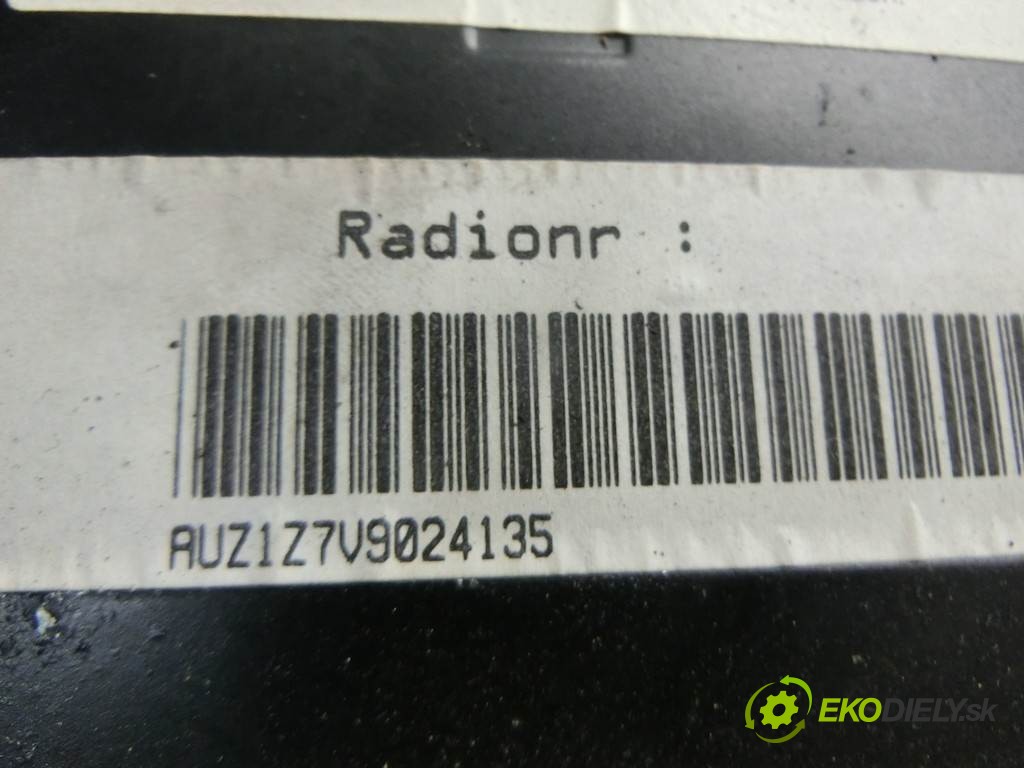 Radionr :
AUZ1Z7V9024135
EKODIELY.sk